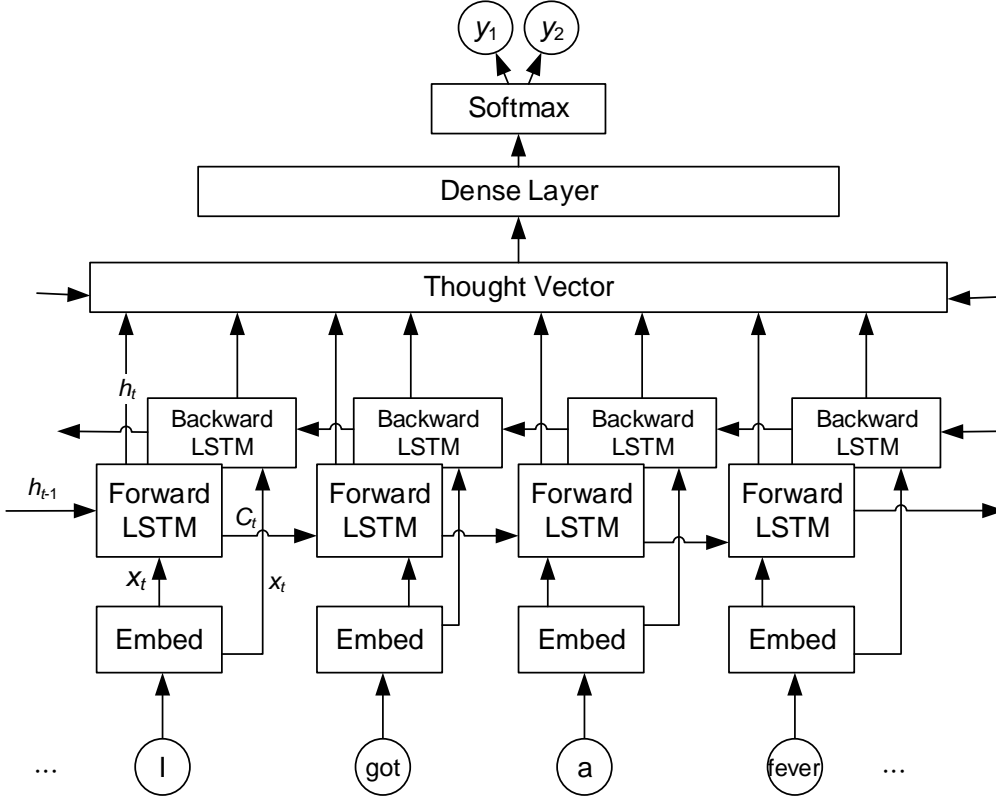 y1 y2
Softmax
Dense Layer
Thought Vector
ht
Backward
LSTM
Backward
LSTM
Backward
LSTM
Backward
LSTM
ht-1
Forward
LSTM
Ct
Forward
LSTM
Forward
LSTM
Forward
LSTM
xt
xt
Embed
Embed
Embed
Embed
... I got a fever ...